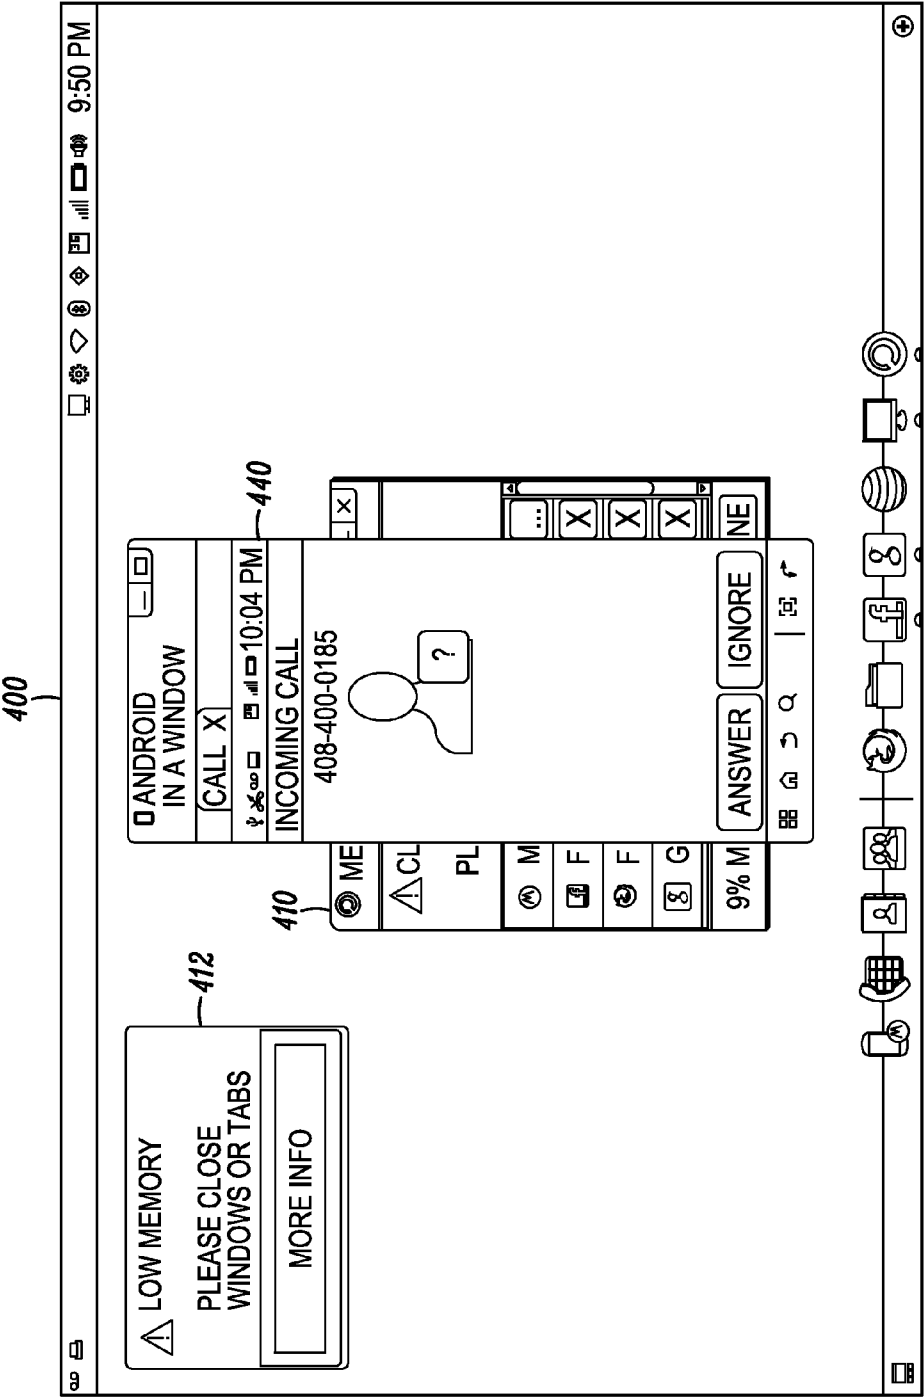 400
9:50 PM
LOW MEMORY
PLEASE CLOSE
WINDOWS OR TABS
MORE INFO
412
410
440
ANDROID
IN A WINDOW
CALL X
10:04 PM
INCOMING CALL
408-400-0185
?
ANSWER
IGNORE
ME
X
CL
PL
W M ...
f F X
F X
g G X
9% M
NE
W
f
g